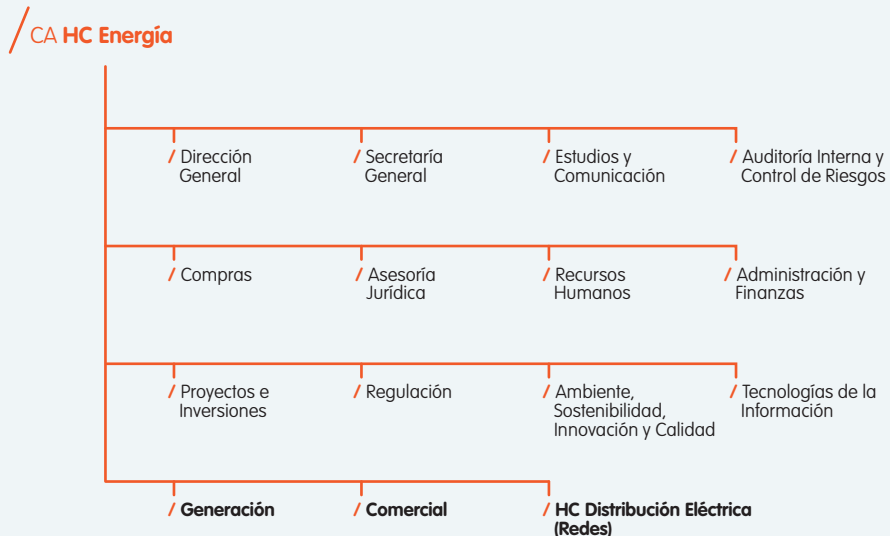 / CA HC Energía
/ Dirección
General
/ Secretaría
General
/ Estudios y
Comunicación
/ Auditoría Interna y
Control de Riesgos
/ Compras
/ Asesoría
Jurídica
/ Recursos
Humanos
/ Administración y
Finanzas
/ Proyectos e
Inversiones
/ Regulación
/ Ambiente,
Sostenibilidad,
Innovación y Calidad
/ Tecnologías de la
Información
/ Generación
/ Comercial
/ HC Distribución Eléctrica
(Redes)